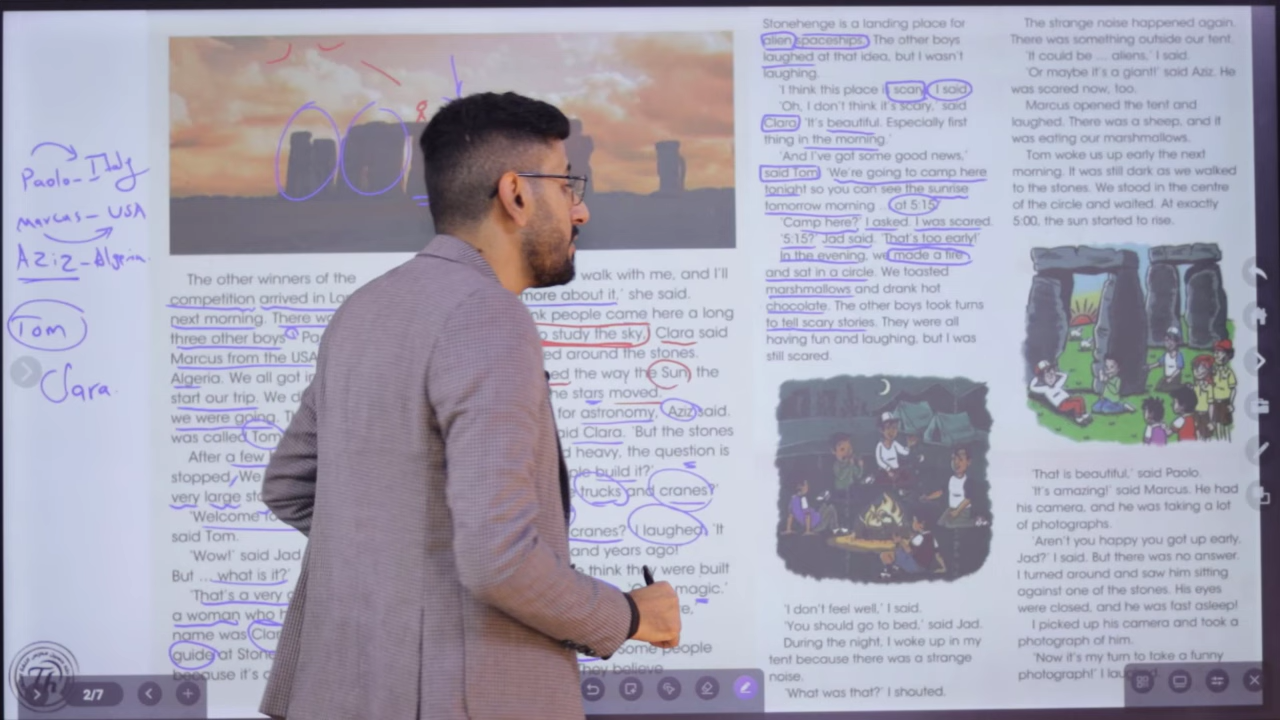 Paolo - Italy
Marcus - USA
Aziz - Algeria
Tom
Clara
The other winners of the
competition arrived in
next morning. There
three other boys
Marcus from the USA
Algeria. We all got
start our trip. We
we were going.
was called Tom
After a few
stopped. We
very large
'Welcome to
said Tom.
'Wow!' said Jad
But ... what is it?'
'That's a very
a woman who
name was
guide at
because it's
walk with me, and I'll
more about it,' she said.
people came here a long
study the sky,' Clara said
around the stones.
the way the Sun, the
stars moved.
for astronomy,' Aziz said.
said Clara. 'But the stones
heavy, the question is
build it?'
trucks and cranes?'
cranes?' I laughed. 'It
years ago!'
think they were built
magic.'
Some people
They believe
Stonehenge is a landing place for
alien spaceships. The other boys
laughed at that idea, but I wasn't
laughing.
'I think this place is scary,' I said.
'Oh, I don't think it's scary,' said
Clara. 'It's beautiful. Especially first
thing in the morning.'
'And I've got some good news,'
said Tom. 'We're going to camp here
tonight so you can see the sunrise
tomorrow morning ... at 5:15.'
'Camp here?' I asked. I was scared.
'5:15?' Jad said. 'That's too early!'
In the evening, we made a fire
and sat in a circle. We toasted
marshmallows and drank hot
chocolate. The other boys took turns
to tell scary stories. They were all
having fun and laughing, but I was
still scared.
'I don't feel well,' I said.
'You should go to bed,' said Jad.
During the night, I woke up in my
tent because there was a strange
noise.
'What was that?' I shouted.
The strange noise happened again.
There was something outside our tent.
'It could be ... aliens,' I said.
'Or maybe it's a giant!' said Aziz. He
was scared now, too.
Marcus opened the tent and
laughed. There was a sheep, and it
was eating our marshmallows.
Tom woke us up early the next
morning. It was still dark as we walked
to the stones. We stood in the centre
of the circle and waited. At exactly
5:00, the sun started to rise.
'That is beautiful,' said Paolo.
'It's amazing!' said Marcus. He had
his camera, and he was taking a lot
of photographs.
'Aren't you happy you got up early,
Jad?' I said. But there was no answer.
I turned around and saw him sitting
against one of the stones. His eyes
were closed, and he was fast asleep!
I picked up his camera and took a
photograph of him.
'Now it's my turn to take a funny
photograph!' I
2/7